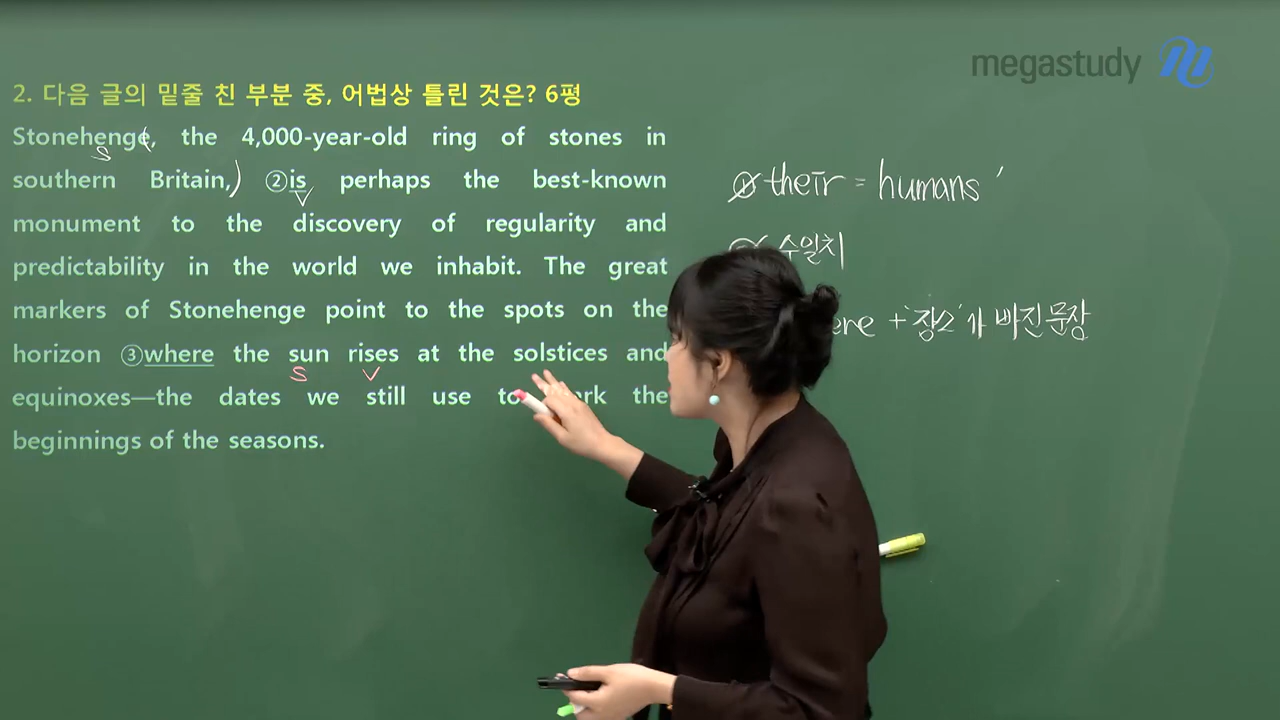 megastudy
2. 다음 글의 밑줄 친 부분 중, 어법상 틀린 것은? 6평
Stonehenge, the 4,000-year-old ring of stones in
southern Britain, ②is perhaps the best-known
monument to the discovery of regularity and
predictability in the world we inhabit. The great
markers of Stonehenge point to the spots on the
horizon ③where the sun rises at the solstices and
equinoxes—the dates we still use to the
beginnings of the seasons.
( )
S
V
S V
① their = humans'
수일치
ere + '장소'가 빠진 문장